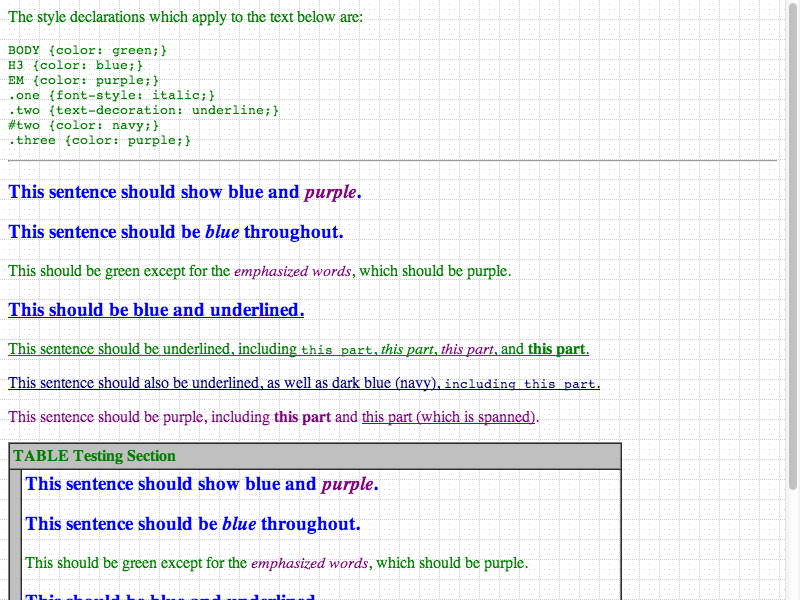 The style declarations which apply to the text below are:
BODY {color: green;}
H3 {color: blue;}
EM {color: purple;}
.one {font-style: italic;}
.two {text-decoration: underline;}
#two {color: navy;}
.three {color: purple;}
This sentence should show blue and purple.
This sentence should be blue throughout.
This should be green except for the emphasized words, which should be purple.
This should be blue and underlined.
This sentence should be underlined, including this part, this part, this part, and this part.
This sentence should also be underlined, as well as dark blue (navy), including this part.
This sentence should be purple, including this part and this part (which is spanned).
TABLE Testing Section
This sentence should show blue and purple.
This sentence should be blue throughout.
This should be green except for the emphasized words, which should be purple.
This should be blue and underlined.